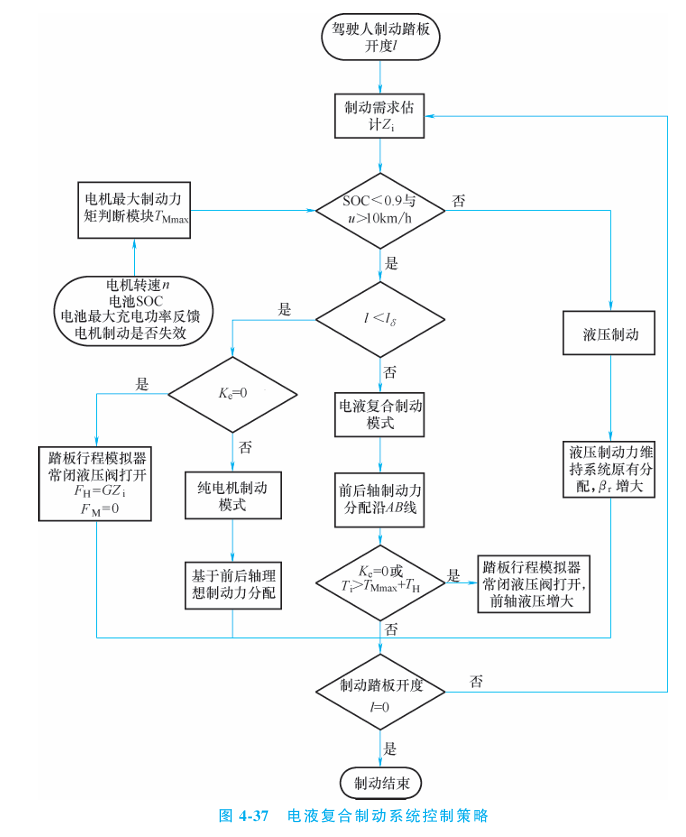 驾驶人制动踏板
开度l
制动需求估
计Zi
电机最大制动力
矩判断模块TMmax
SOC<0.9与
u>10km/h
否
是
电机转速n
电池SOC
电池最大充电功率反馈
电机制动是否失效
是
l<lδ
液压制动
否
Kc=0
是
电液复合制动
模式
否
踏板行程模拟器
常闭液压阀打开
FH=GZi
FM=0
纯电机制动
模式
前后轴制动力
分配沿AB线
液压制动力维
持系统原有分
配,βr增大
基于前后轴理
想制动力分配
Kc=0或
Ti>TMmax+TH
是
踏板行程模拟器
常闭液压阀打开,
前轴液压增大
否
制动踏板开度
l=0
否
是
制动结束
图 4-37 电液复合制动系统控制策略